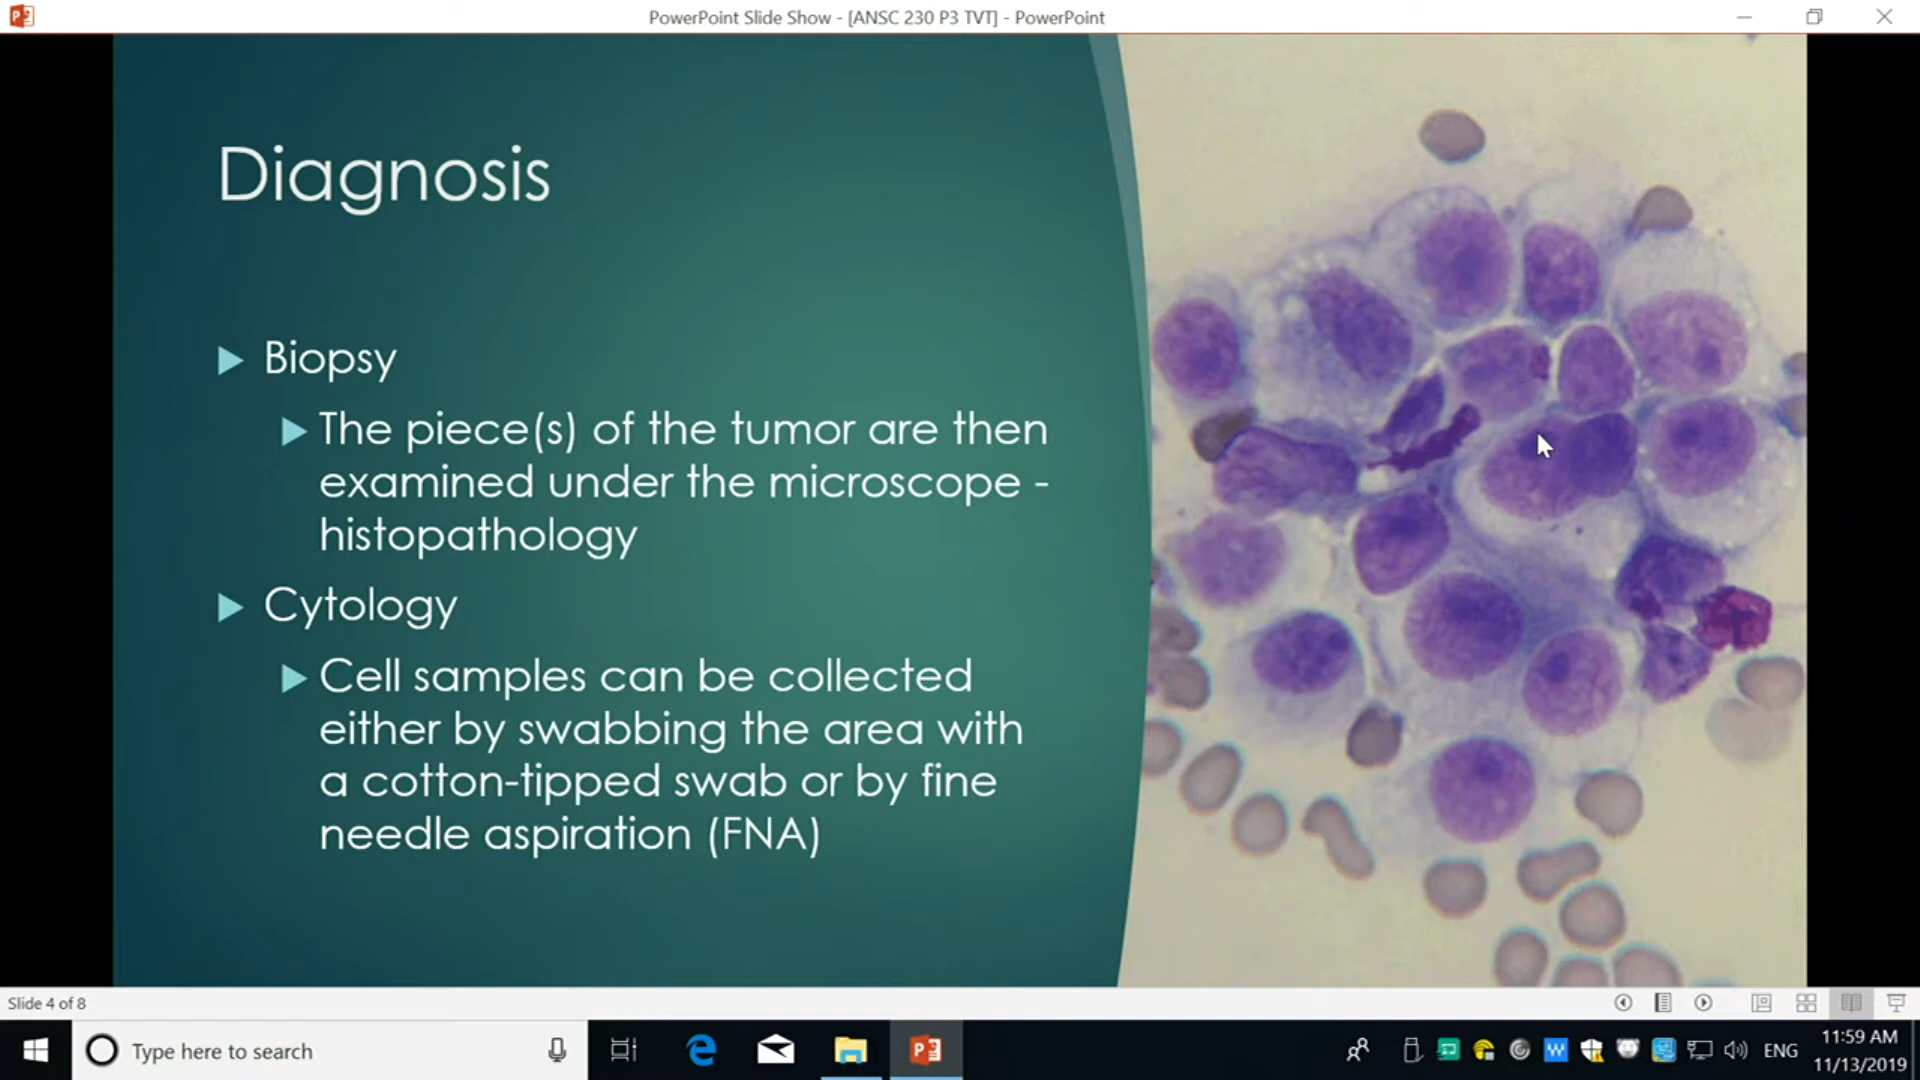 PowerPoint Slide Show - [ANSC 230 P3 TVT] - PowerPoint
Diagnosis
Biopsy
The piece(s) of the tumor are then
examined under the microscope -
histopathology
Cytology
Cell samples can be collected
either by swabbing the area with
a cotton-tipped swab or by fine
needle aspiration (FNA)
Slide 4 of 8
Type here to search
ENG
11:59 AM
11/13/2019